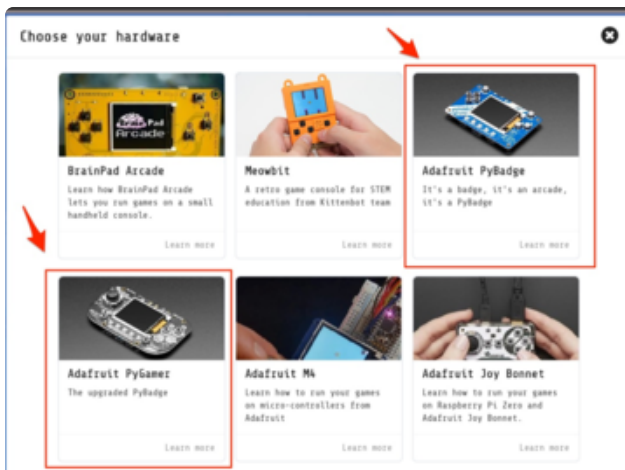 Choose your hardware
BrainPad Arcade
Learn how BrainPad Arcade
lets you run games on a small
handheld console.
Learn more
Meowbit
A retro game console for STEM
education from Kittenbot team
Learn more
Adafruit PyBadge
It's a badge, it's an arcade,
it's a PyBadge
Learn more
Adafruit PyGamer
The upgraded PyBadge
Learn more
Adafruit M4
Learn how to run your games
on micro-controllers from
Adafruit
Learn more
Adafruit Joy Bonnet
Learn how to run your games
on Raspberry Pi Zero and
Adafruit Joy Bonnet.
Learn more